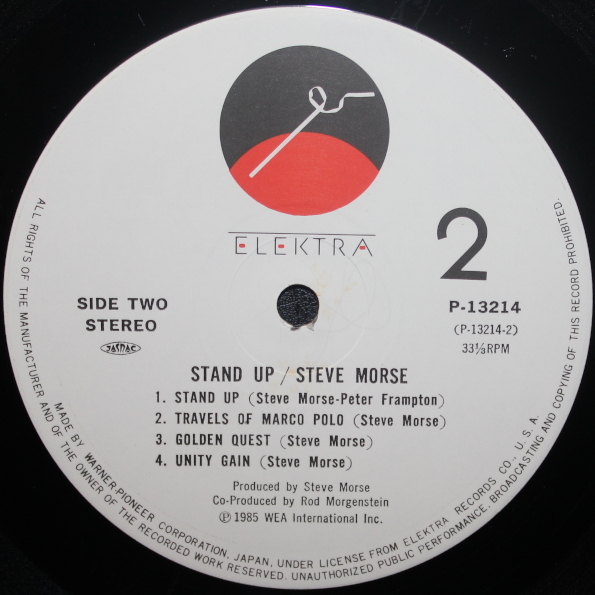 ELEKTRA
2
SIDE TWO
STEREO
JASRAC
P-13214
(P-13214-2)
33⅓RPM
STAND UP / STEVE MORSE
1. STAND UP (Steve Morse-Peter Frampton)
2. TRAVELS OF MARCO POLO (Steve Morse)
3. GOLDEN QUEST (Steve Morse)
4. UNITY GAIN (Steve Morse)
Produced by Steve Morse
Co-Produced by Rod Morgenstein
℗ 1985 WEA International Inc.
MADE BY WARNER-PIONEER CORPORATION, JAPAN, UNDER LICENSE FROM ELEKTRA RECORDS CO., U.S.A.
ALL RIGHTS OF THE MANUFACTURER AND OF THE OWNER OF THE RECORDED WORK RESERVED. UNAUTHORIZED PUBLIC PERFORMANCE, BROADCASTING AND COPYING OF THIS RECORD PROHIBITED.